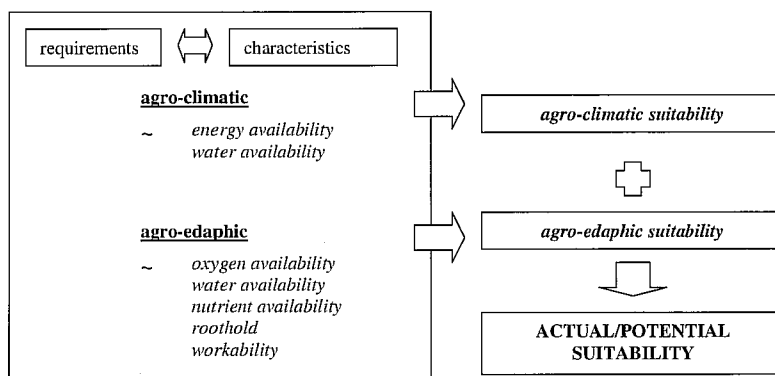 requirements
characteristics
agro-climatic
~ energy availability
water availability
agro-edaphic
~ oxygen availability
water availability
nutrient availability
roothold
workability
agro-climatic suitability
agro-edaphic suitability
ACTUAL/POTENTIAL
SUITABILITY